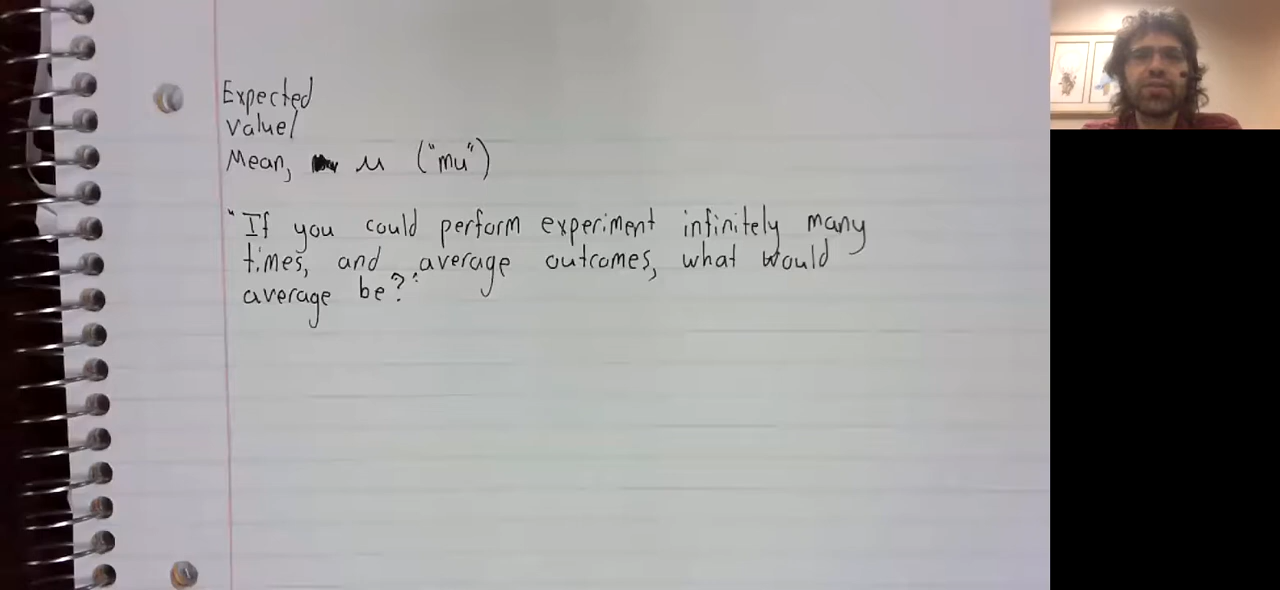 Expected
value/
Mean, μ ("mu")
"If you could perform experiment infinitely many
times, and average outcomes, what would
average be?"